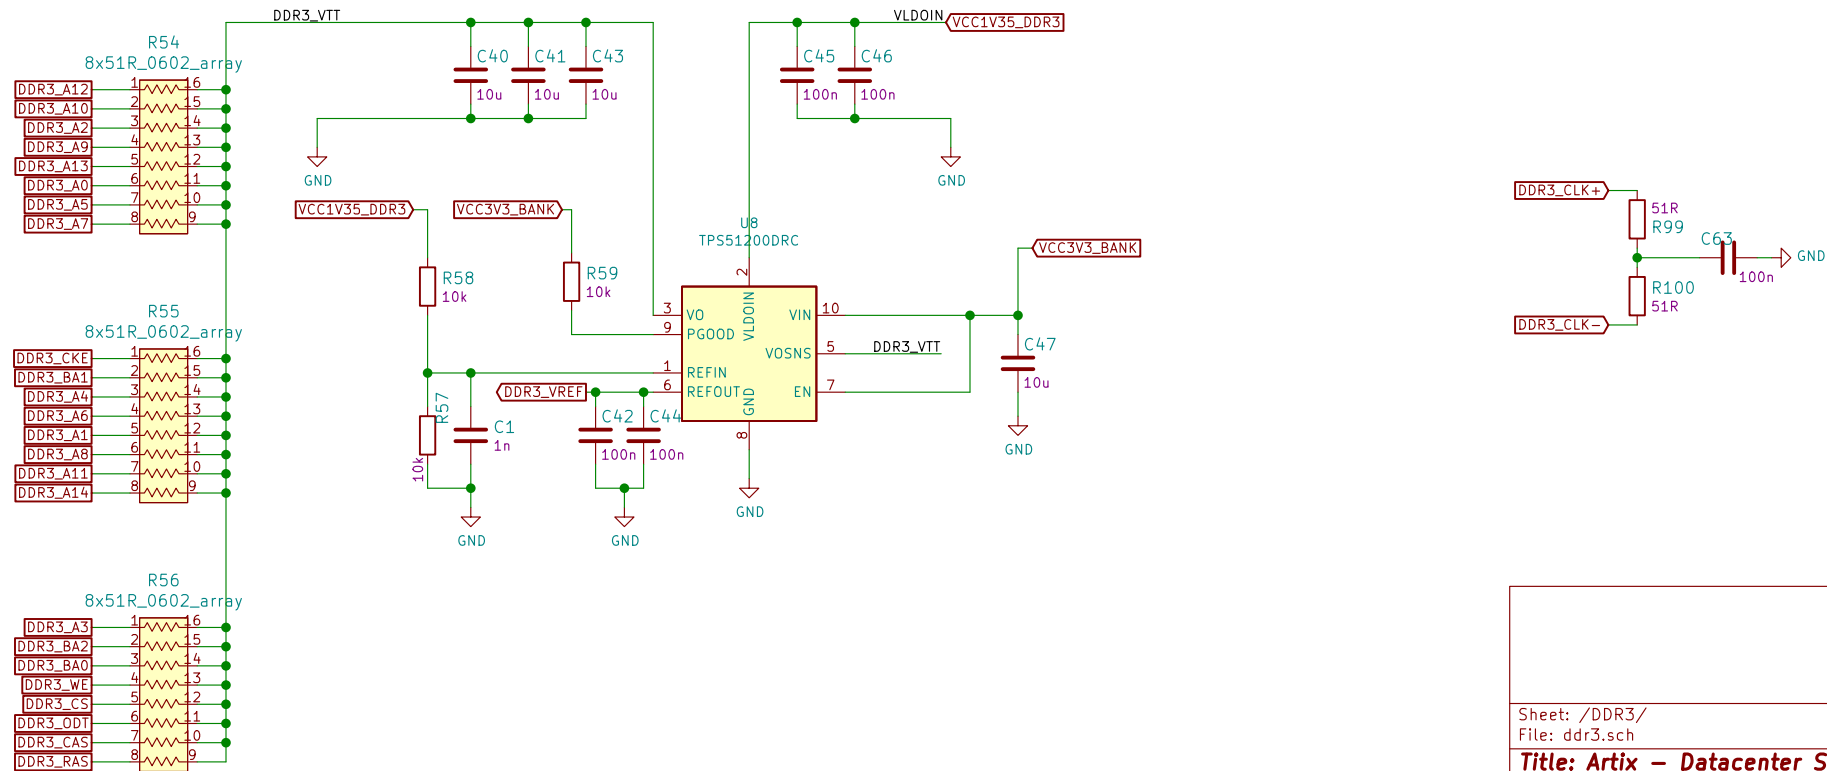 DDR3_VTT
VLDOIN
VCC1V35_DDR3
R54
8x51R_0602_array
DDR3_A12 1 16
DDR3_A10 2 15
DDR3_A2 3 14
DDR3_A9 4 13
DDR3_A13 5 12
DDR3_A0 6 11
DDR3_A5 7 10
DDR3_A7 8 9
C40
10u
C41
10u
C43
10u
GND
C45
100n
C46
100n
GND
VCC1V35_DDR3
VCC3V3_BANK
R58
10k
R59
10k
U8
TPS51200DRC
2
VLDOIN
3 VO
9 PGOOD
1 REFIN
6 REFOUT
GND
8
VIN 10
VOSNS 5
EN 7
DDR3_VTT
VCC3V3_BANK
C47
10u
GND
DDR3_VREF
R57
10k
C1
1n
GND
C42
100n
C44
100n
GND
GND
DDR3_CLK+
51R
R99
C63
100n
GND
R100
51R
DDR3_CLK-
R55
8x51R_0602_array
DDR3_CKE 1 16
DDR3_BA1 2 15
DDR3_A4 3 14
DDR3_A6 4 13
DDR3_A1 5 12
DDR3_A8 6 11
DDR3_A11 7 10
DDR3_A14 8 9
R56
8x51R_0602_array
DDR3_A3 1 16
DDR3_BA2 2 15
DDR3_BA0 3 14
DDR3_WE 4 13
DDR3_CS 5 12
DDR3_ODT 6 11
DDR3_CAS 7 10
DDR3_RAS 8 9
Sheet: /DDR3/
File: ddr3.sch
Title: Artix - Datacenter S